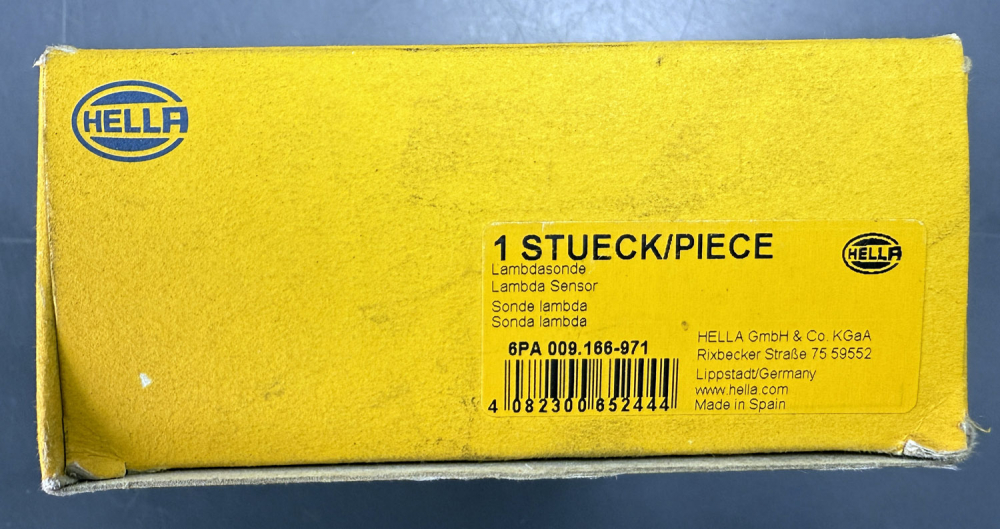 HELLA
1 STUECK/PIECE
HELLA
Lambdasonde
Lambda Sensor
Sonde lambda
Sonda lambda
6PA 009.166-971
4 082300 652444
HELLA GmbH & Co. KGaA
Rixbecker Straße 75 59552
Lippstadt/Germany
www.hella.com
Made in Spain